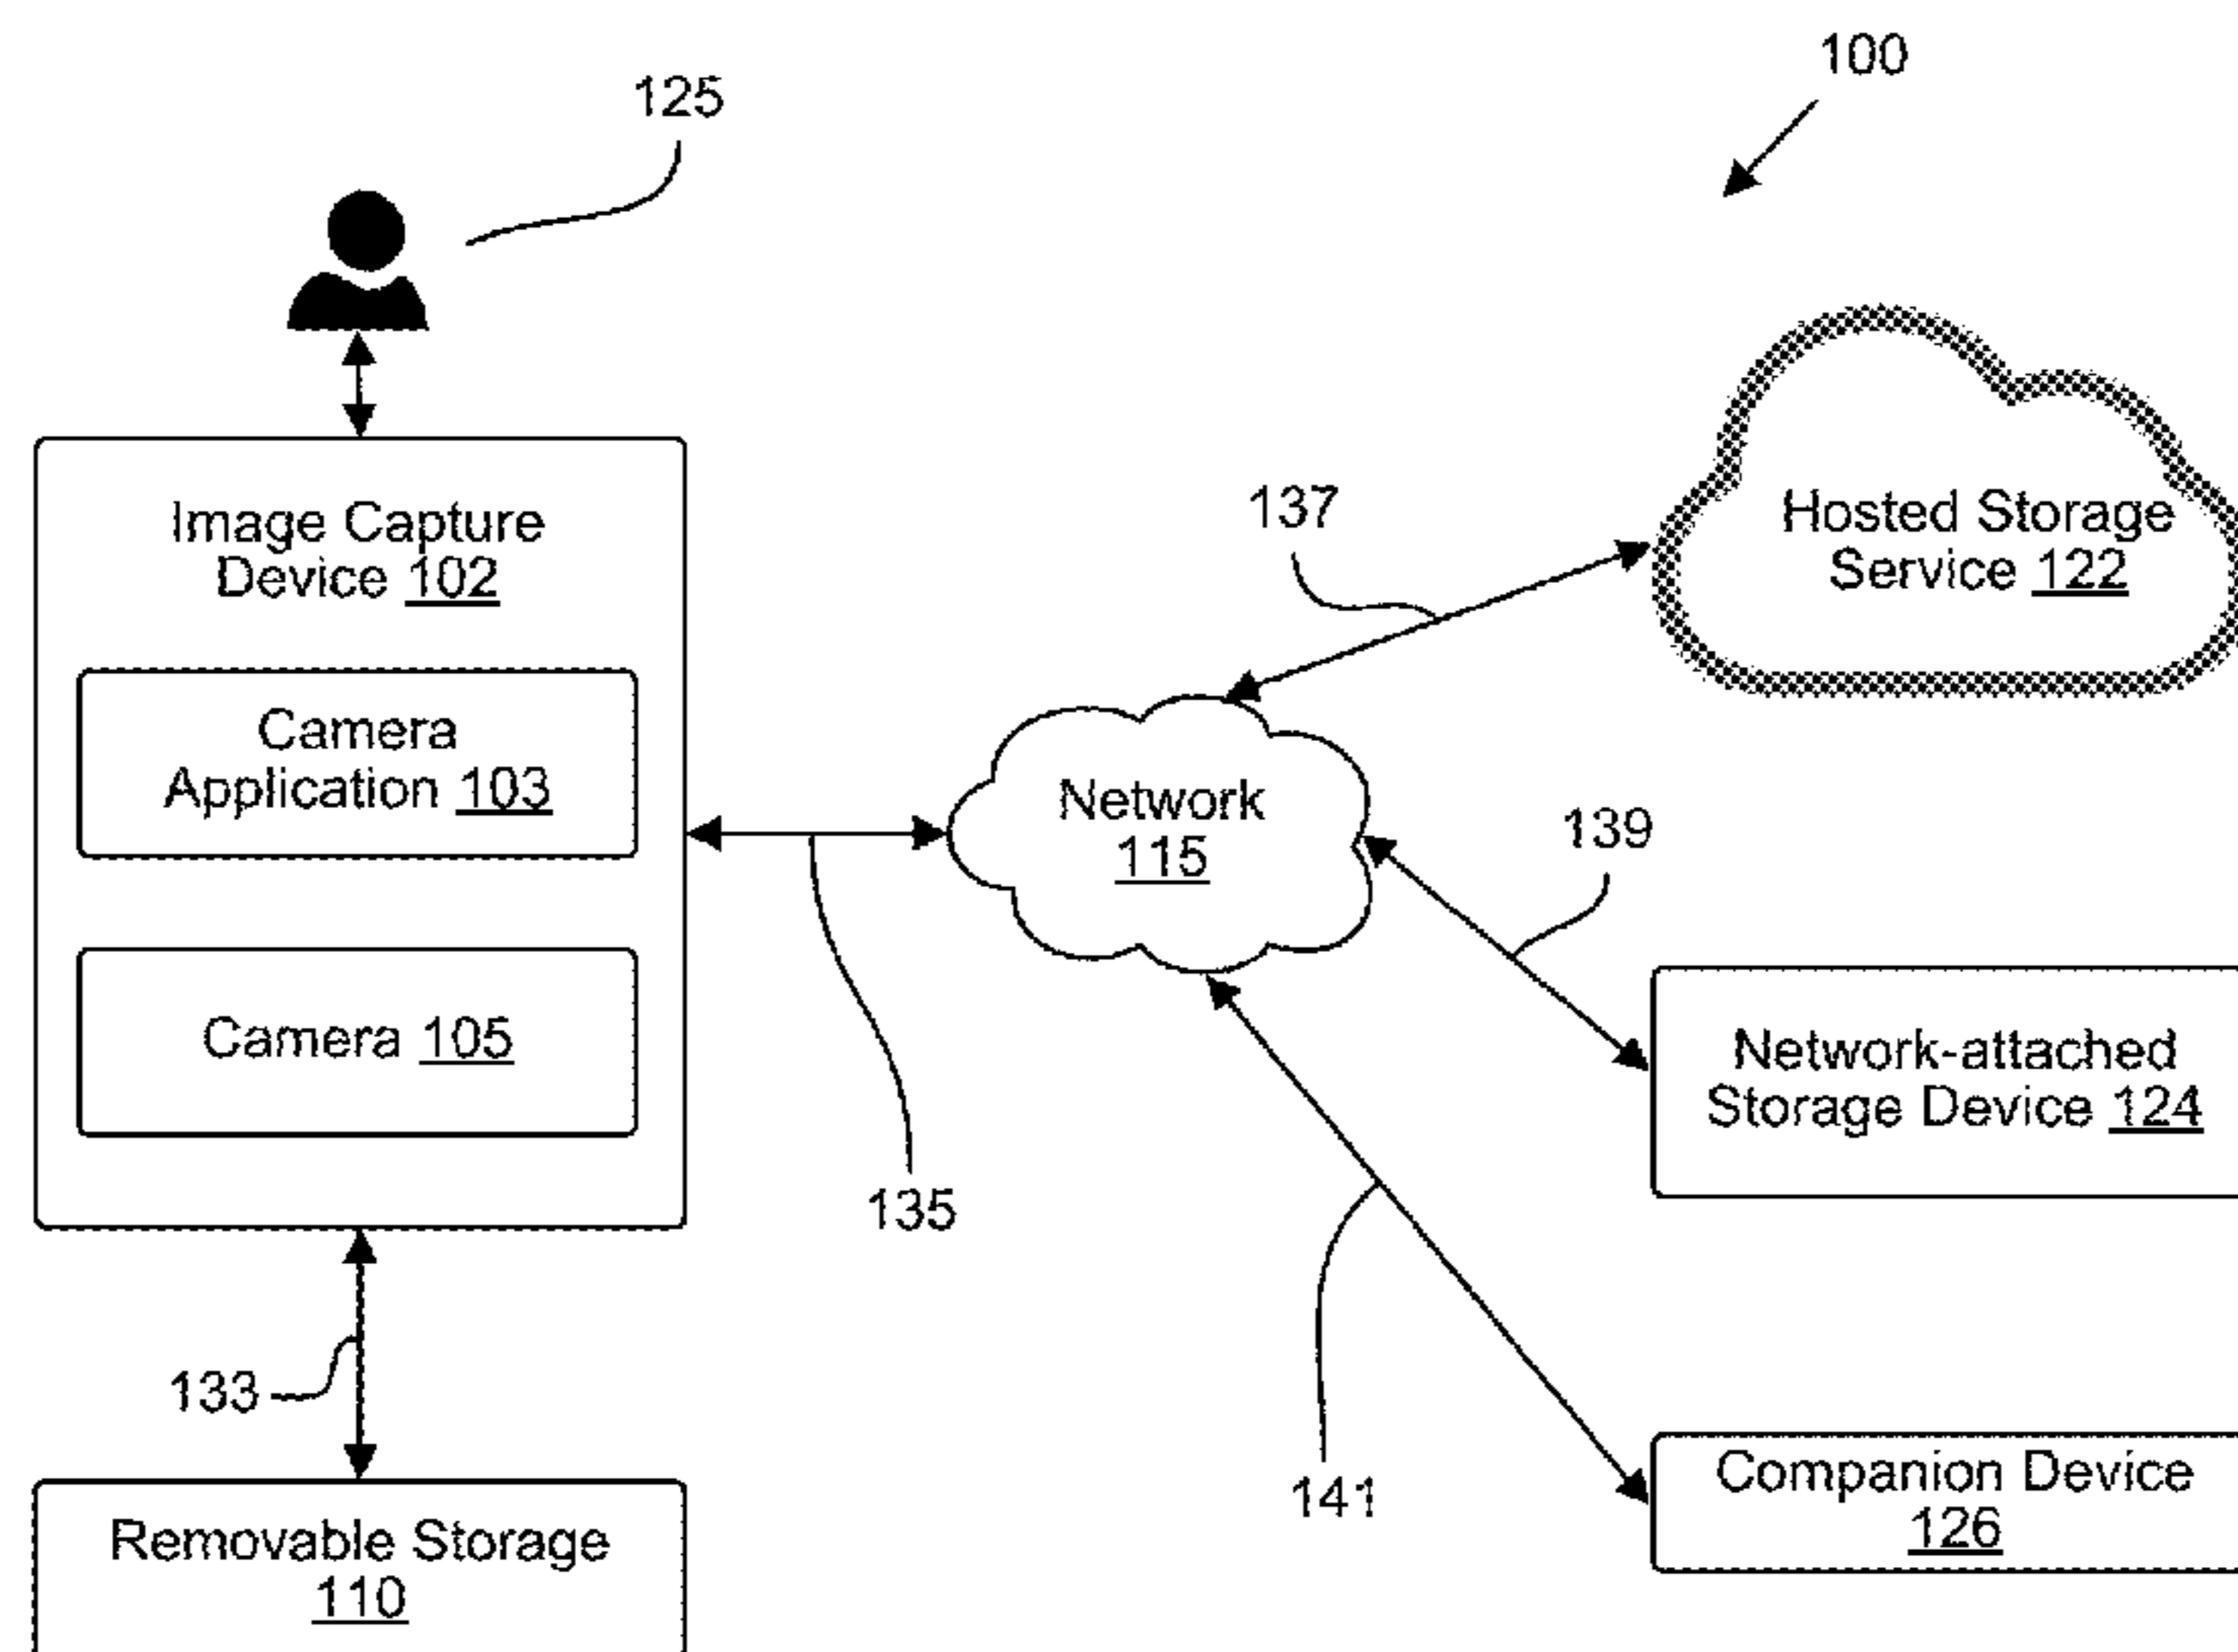 100
125
Image Capture
Device 102
137
Hosted Storage
Service 122
Camera
Application 103
Network
115
139
Camera 105
Network-attached
Storage Device 124
135
133
141
Companion Device
126
Removable Storage
110